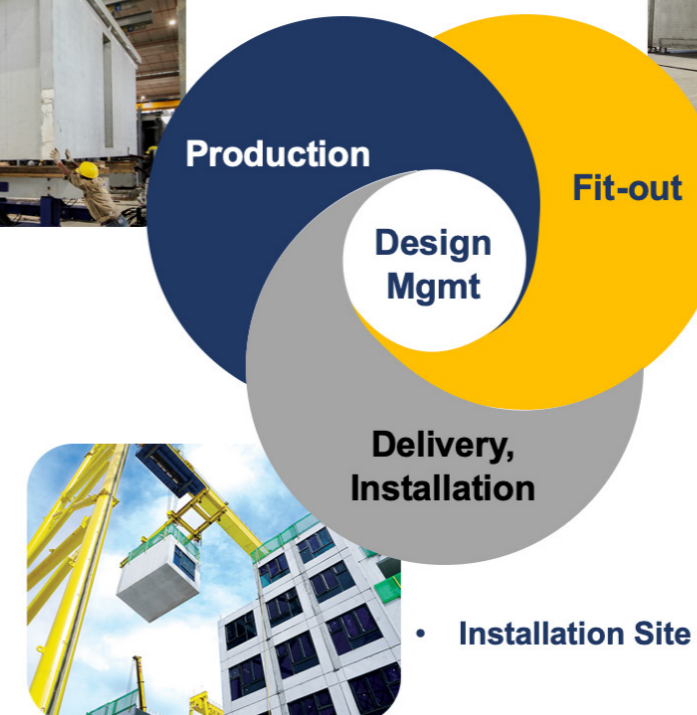 Production
Fit-out
Design
Mgmt
Delivery,
Installation
• Installation Site